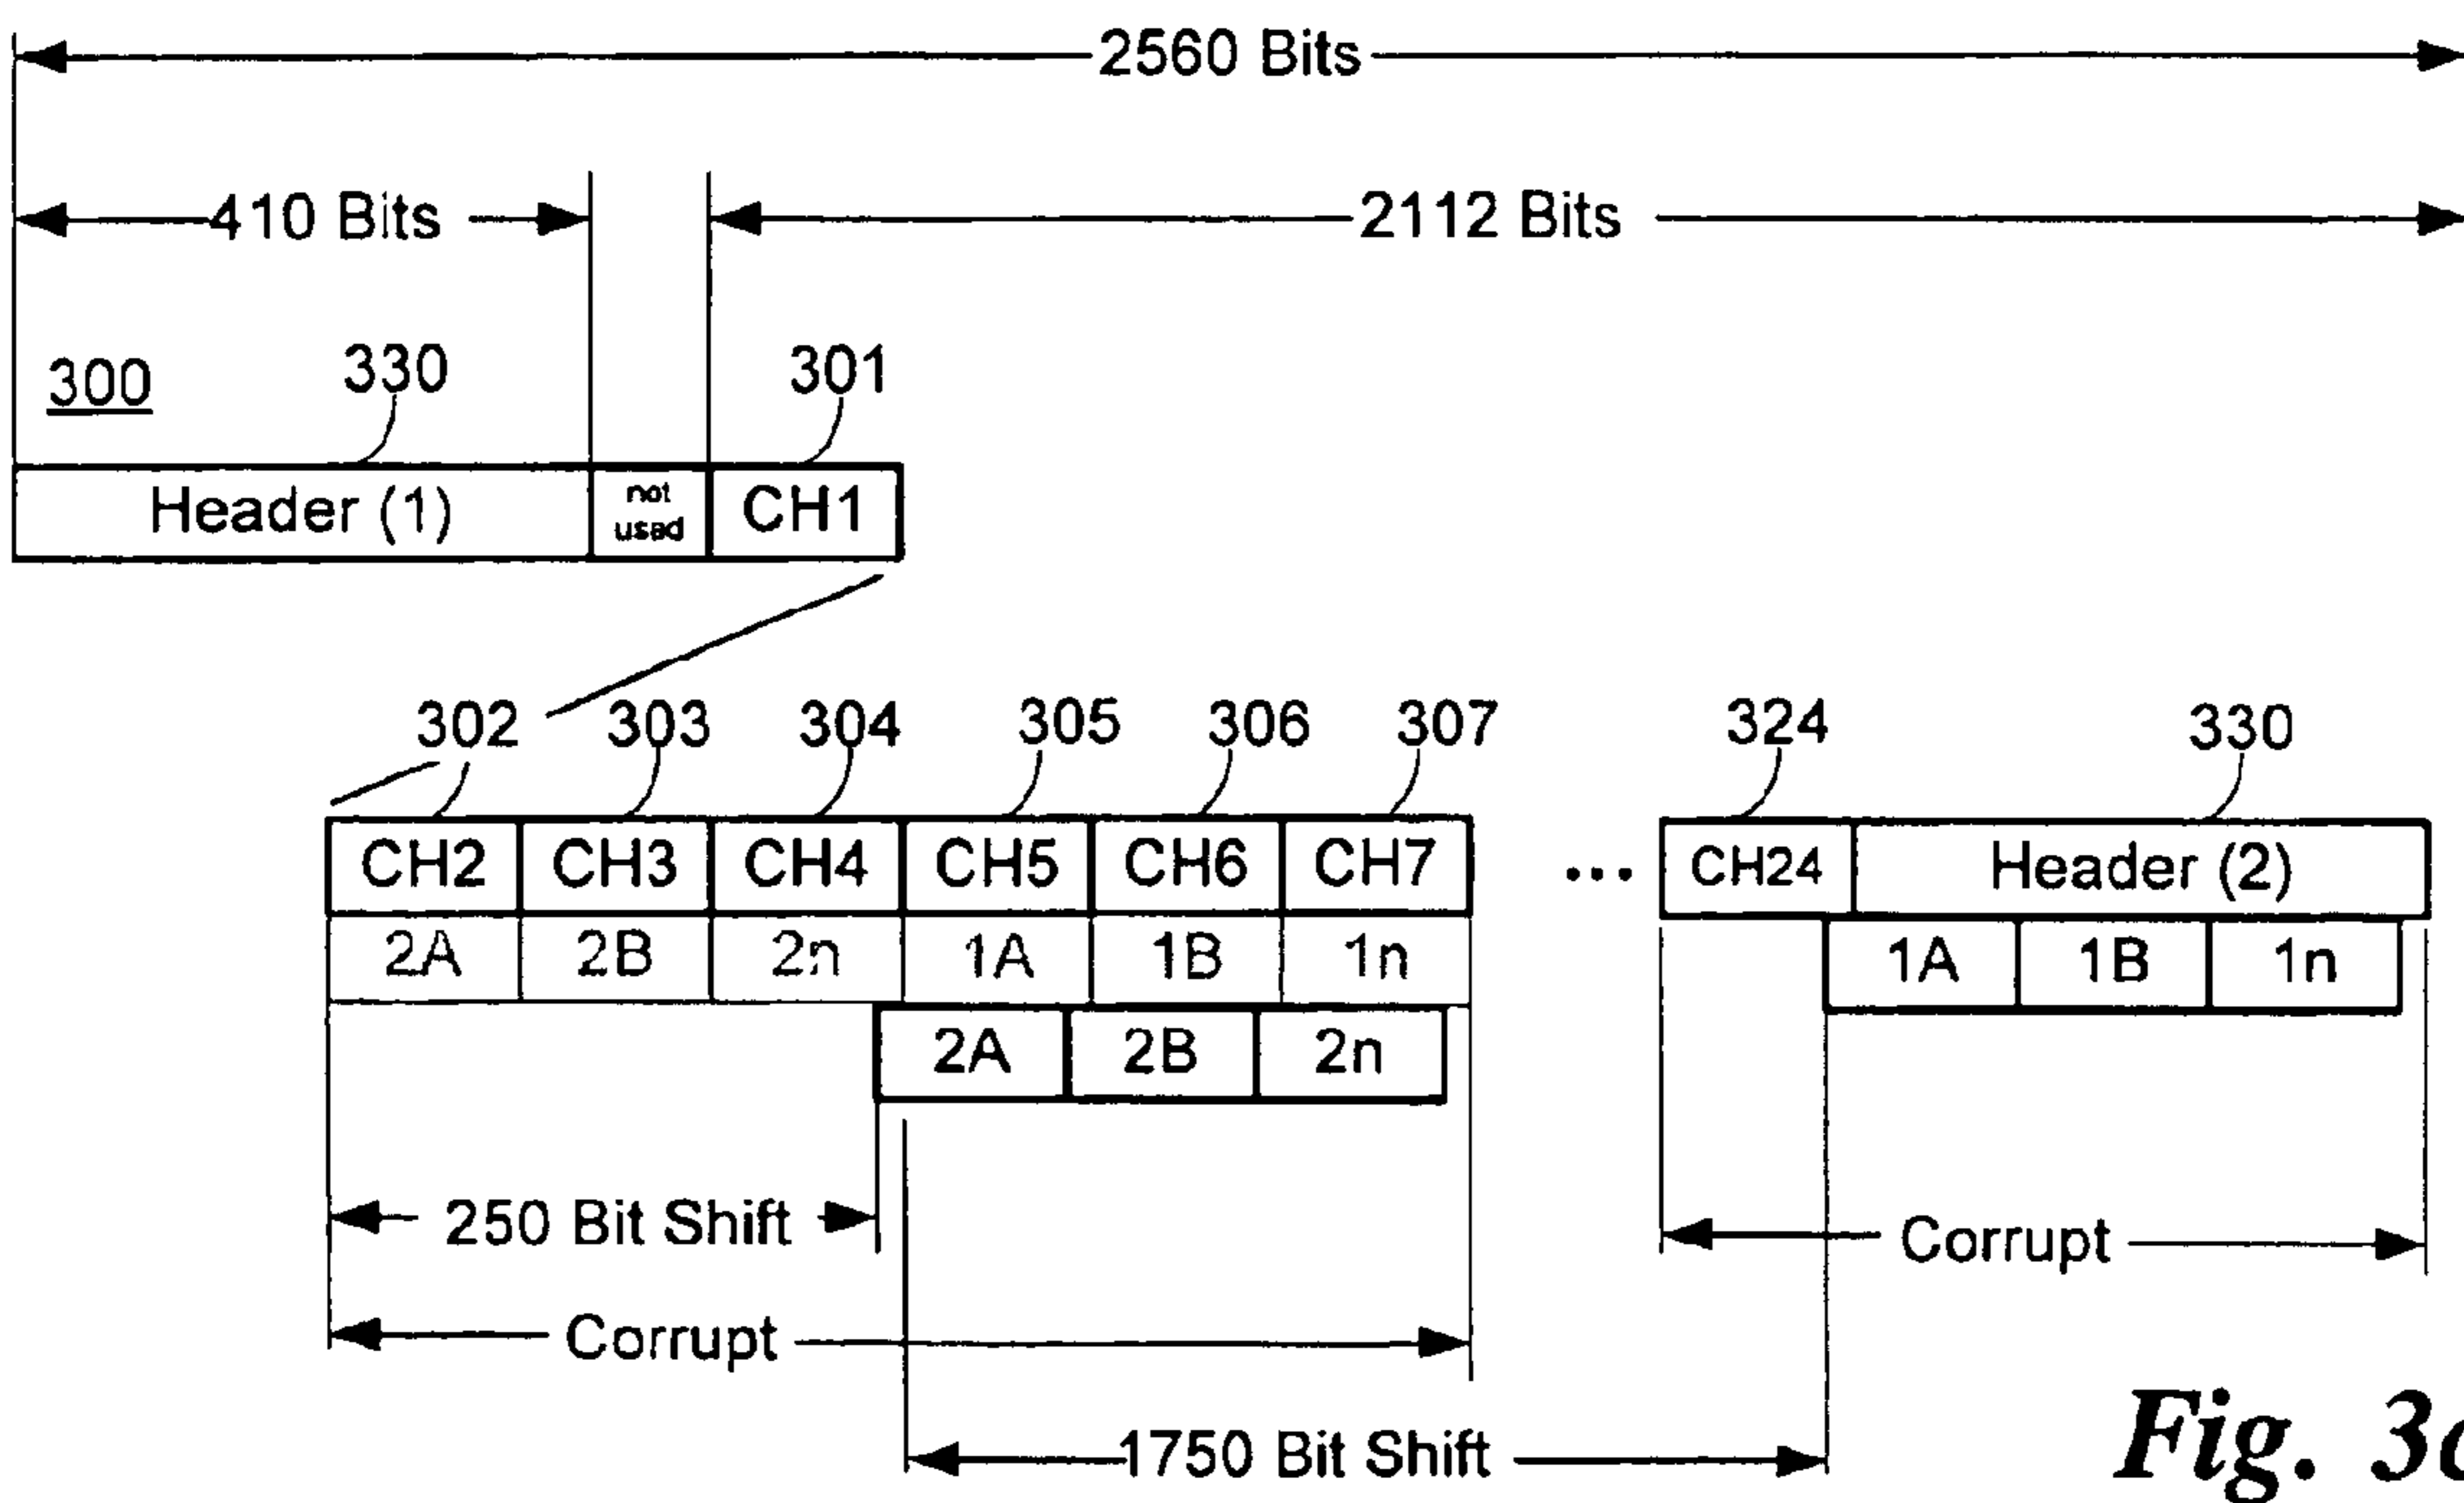 2560 Bits
410 Bits 2112 Bits
300 330 301
Header (1) not used CH1
302 303 304 305 306 307 324 330
CH2 CH3 CH4 CH5 CH6 CH7 ... CH24 Header (2)
2A 2B 2n 1A 1B 1n 1A 1B 1n
2A 2B 2n
250 Bit Shift Corrupt
Corrupt
1750 Bit Shift
Fig. 3